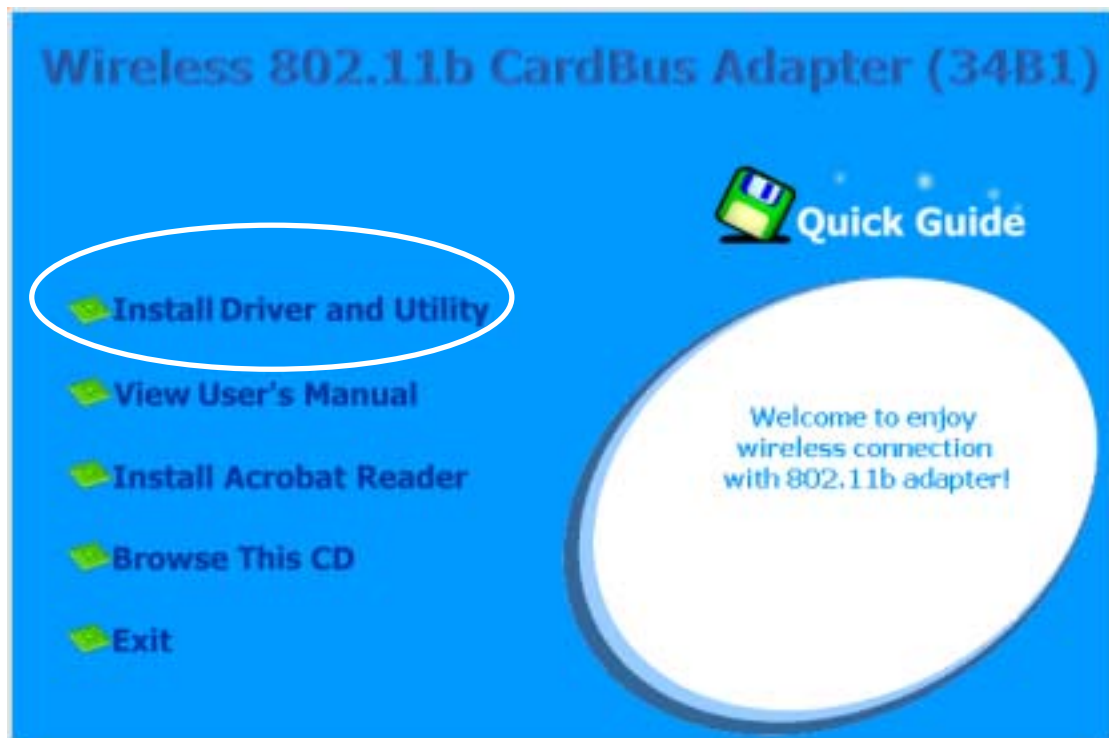 Wireless 802.11b CardBus Adapter (34B1)
Quick Guide
Install Driver and Utility
View User's Manual
Install Acrobat Reader
Browse This CD
Exit
Welcome to enjoy
wireless connection
with 802.11b adapter!